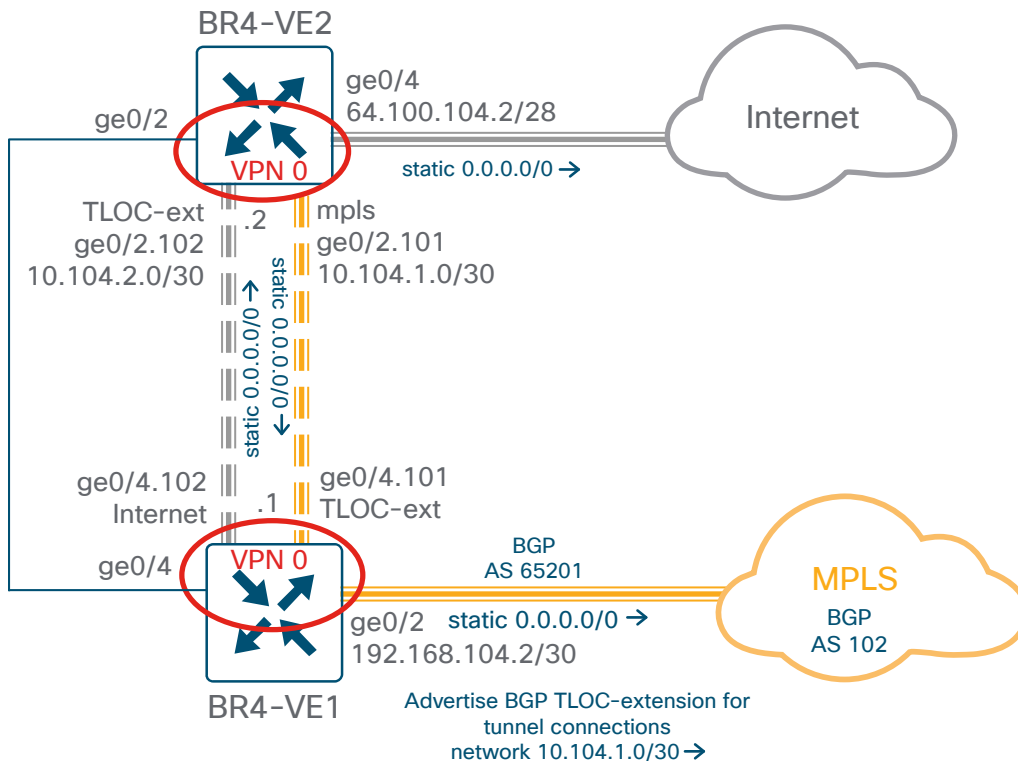 BR4-VE2
ge0/2
ge0/4
64.100.104.2/28
Internet
static 0.0.0.0/0 →
VPN 0
TLOC-ext
ge0/2.102
10.104.2.0/30
.2
mpls
ge0/2.101
10.104.1.0/30
static 0.0.0.0/0 →
static 0.0.0.0/0 →
ge0/4.102
Internet
.1
ge0/4.101
TLOC-ext
ge0/4
VPN 0
BGP
AS 65201
static 0.0.0.0/0 →
ge0/2
192.168.104.2/30
MPLS
BGP
AS 102
BR4-VE1
Advertise BGP TLOC-extension for
tunnel connections
network 10.104.1.0/30 →